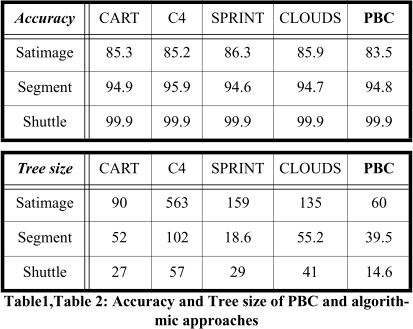 Accuracy CART C4 SPRINT CLOUDS PBC
Satimage 85.3 85.2 86.3 85.9 83.5
Segment 94.9 95.9 94.6 94.7 94.8
Shuttle 99.9 99.9 99.9 99.9 99.9
Tree size CART C4 SPRINT CLOUDS PBC
Satimage 90 563 159 135 60
Segment 52 102 18.6 55.2 39.5
Shuttle 27 57 29 41 14.6
Table1,Table 2: Accuracy and Tree size of PBC and algorith-
mic approaches